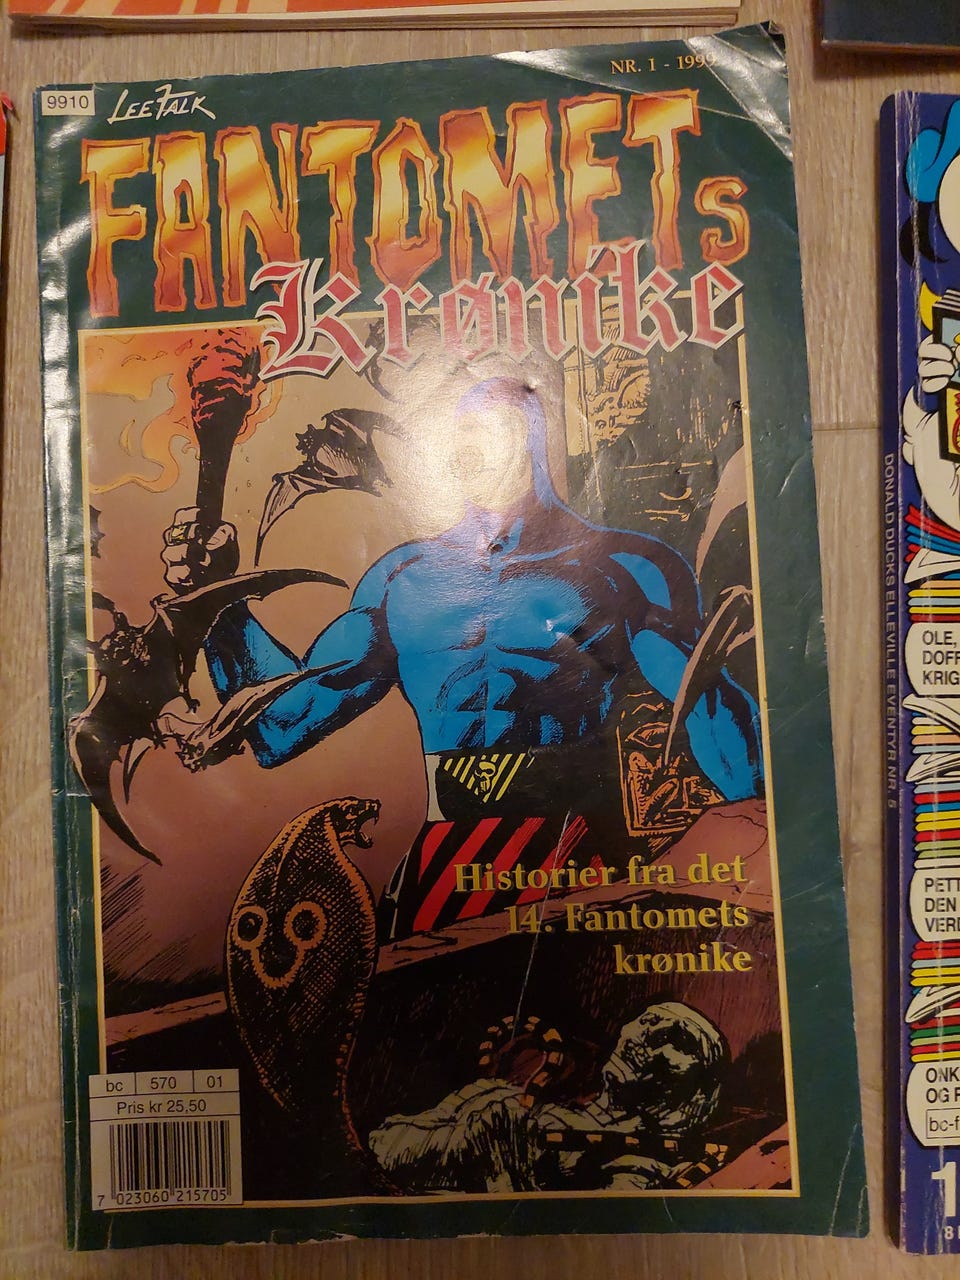 9910
LEE FALK
NR. 1 - 1999
FANTOMETs
Krønike
Historier fra det
14. Fantomets
krønike
bc 570 01
Pris kr 25,50
7 023060 215705
DONALD DUCKS ELLEVILLE EVENTYR NR. 5
OLE,
DOFF
KRIG
PETT
DEN
VERD
ONK
OG
bc-f
1
8